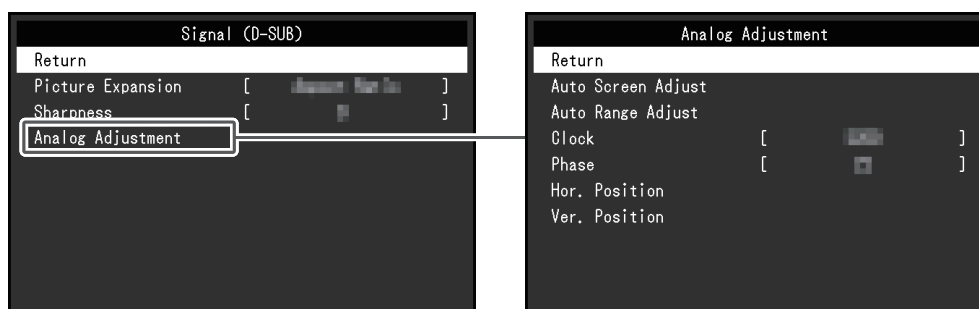 Signal (D-SUB)
Return
Picture Expansion [ ]
Sharpness [ ]
Analog Adjustment
Analog Adjustment
Return
Auto Screen Adjust
Auto Range Adjust
Clock [ ]
Phase [ ]
Hor. Position
Ver. Position